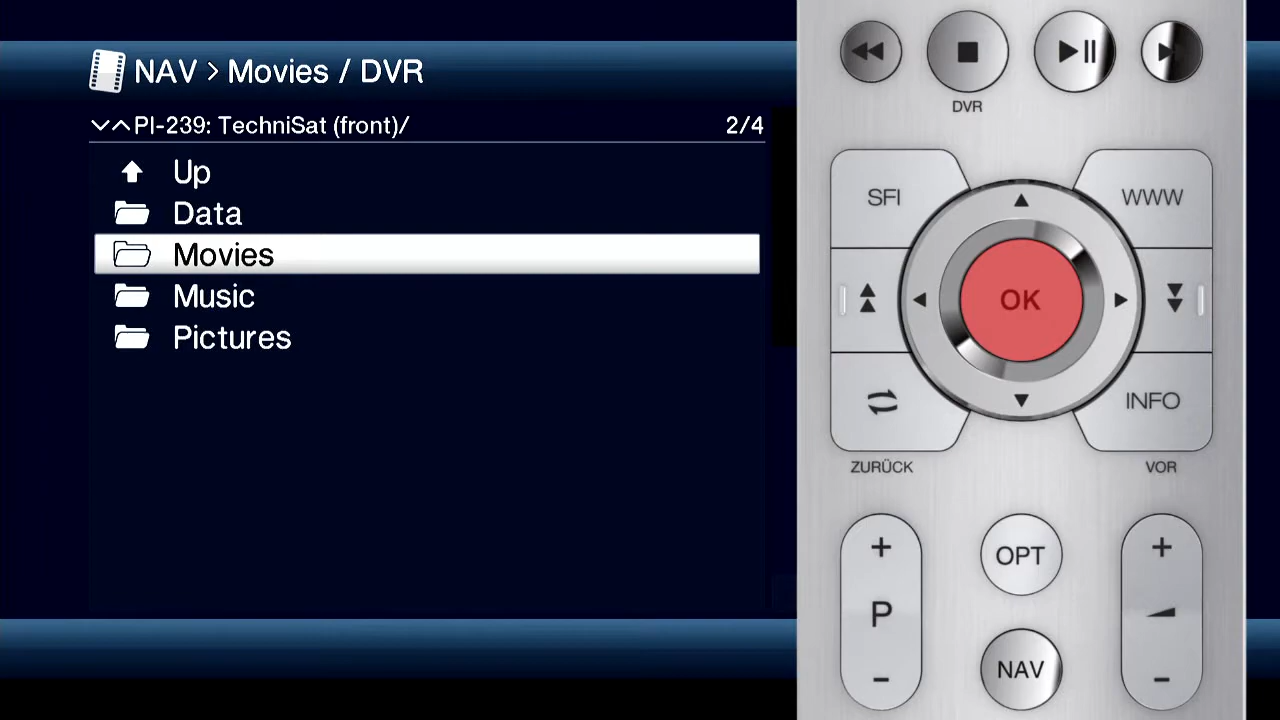 NAV > Movies / DVR
PI-239: TechniSat (front)/ 2/4
Up
Data
Movies
Music
Pictures
DVR
SFI WWW
OK
INFO
ZURÜCK VOR
+ OPT +
P
- NAV -